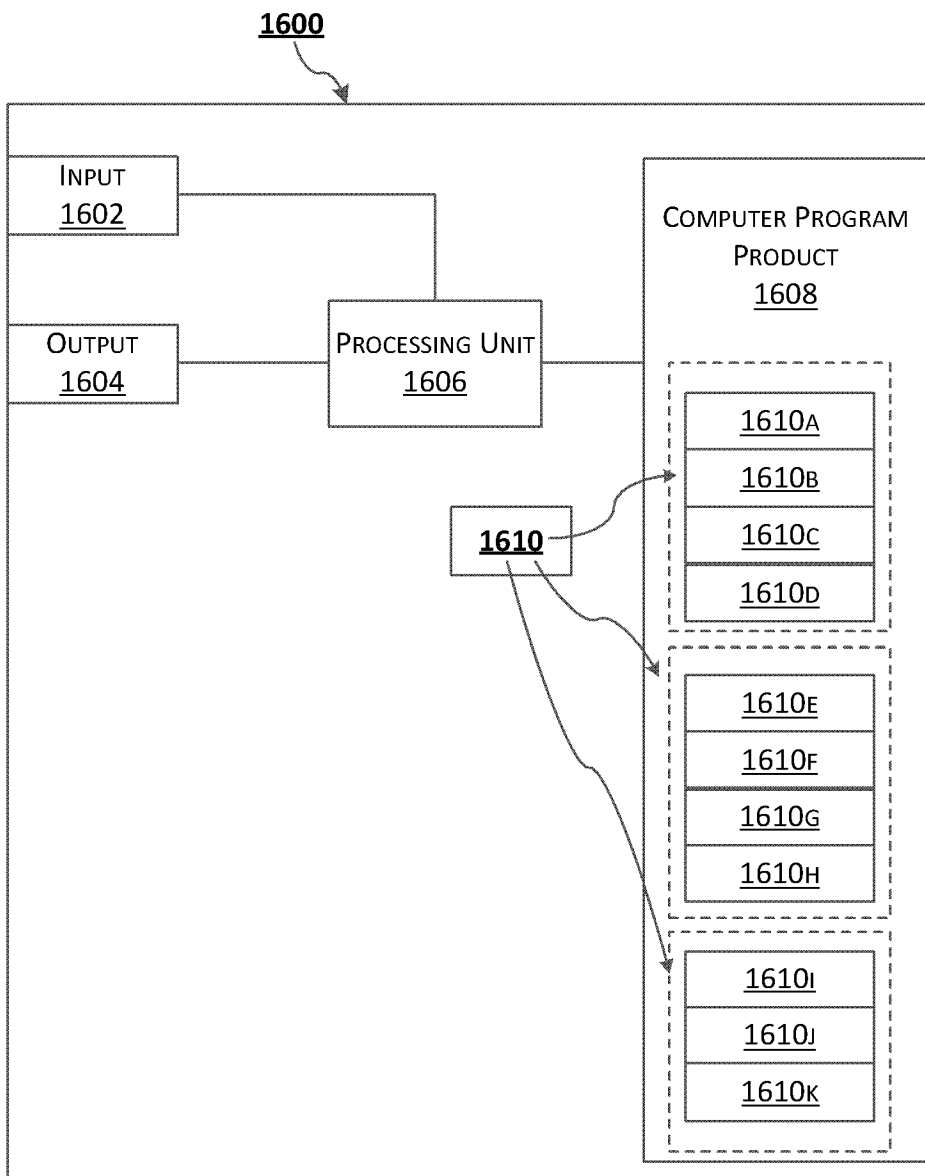 1600
INPUT
1602
OUTPUT
1604
PROCESSING UNIT
1606
COMPUTER PROGRAM
PRODUCT
1608
1610
1610A
1610B
1610C
1610D
1610E
1610F
1610G
1610H
1610I
1610J
1610K